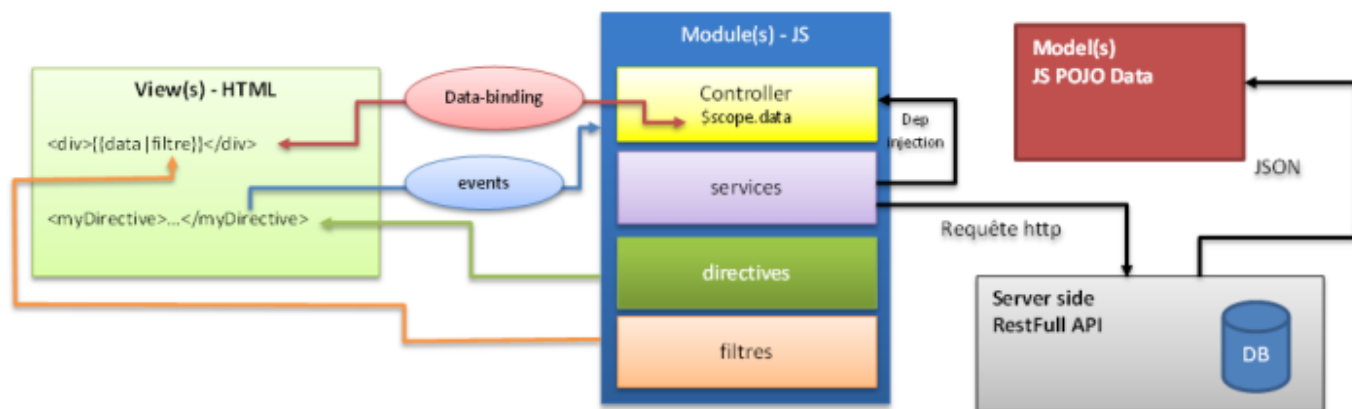 View(s) - HTML
<div>{{data|filtre}}</div>
<myDirective>...</myDirective>
Data-binding
events
Module(s) - JS
Controller
$scope.data
services
directives
filtres
Dep
injection
Requête http
Model(s)
JS POJO Data
JSON
Server side
RestFull API
DB